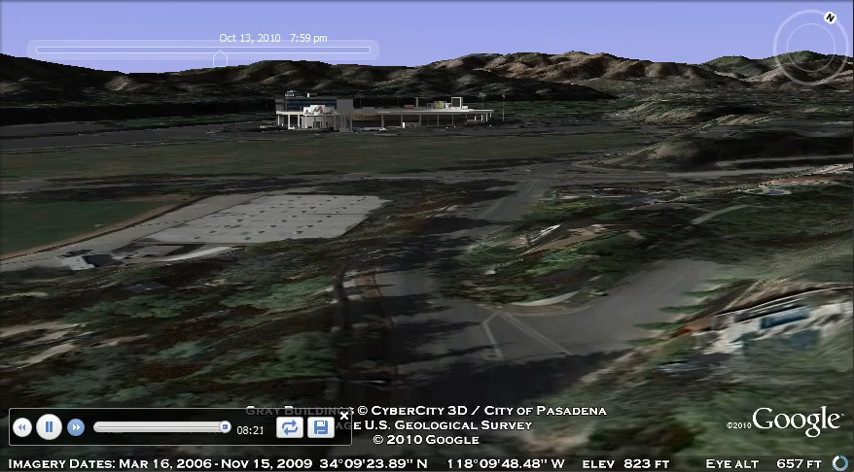 Oct 13, 2010 7:59 pm
N
08:21
Gray Buildings © CyberCity 3D / City of Pasadena
U.S. Geological Survey
© 2010 Google
©2010 Google
Imagery Dates: Mar 16, 2006 - Nov 15, 2009 34°09'23.89" N 118°09'48.48" W elev 823 ft Eye alt 657 ft